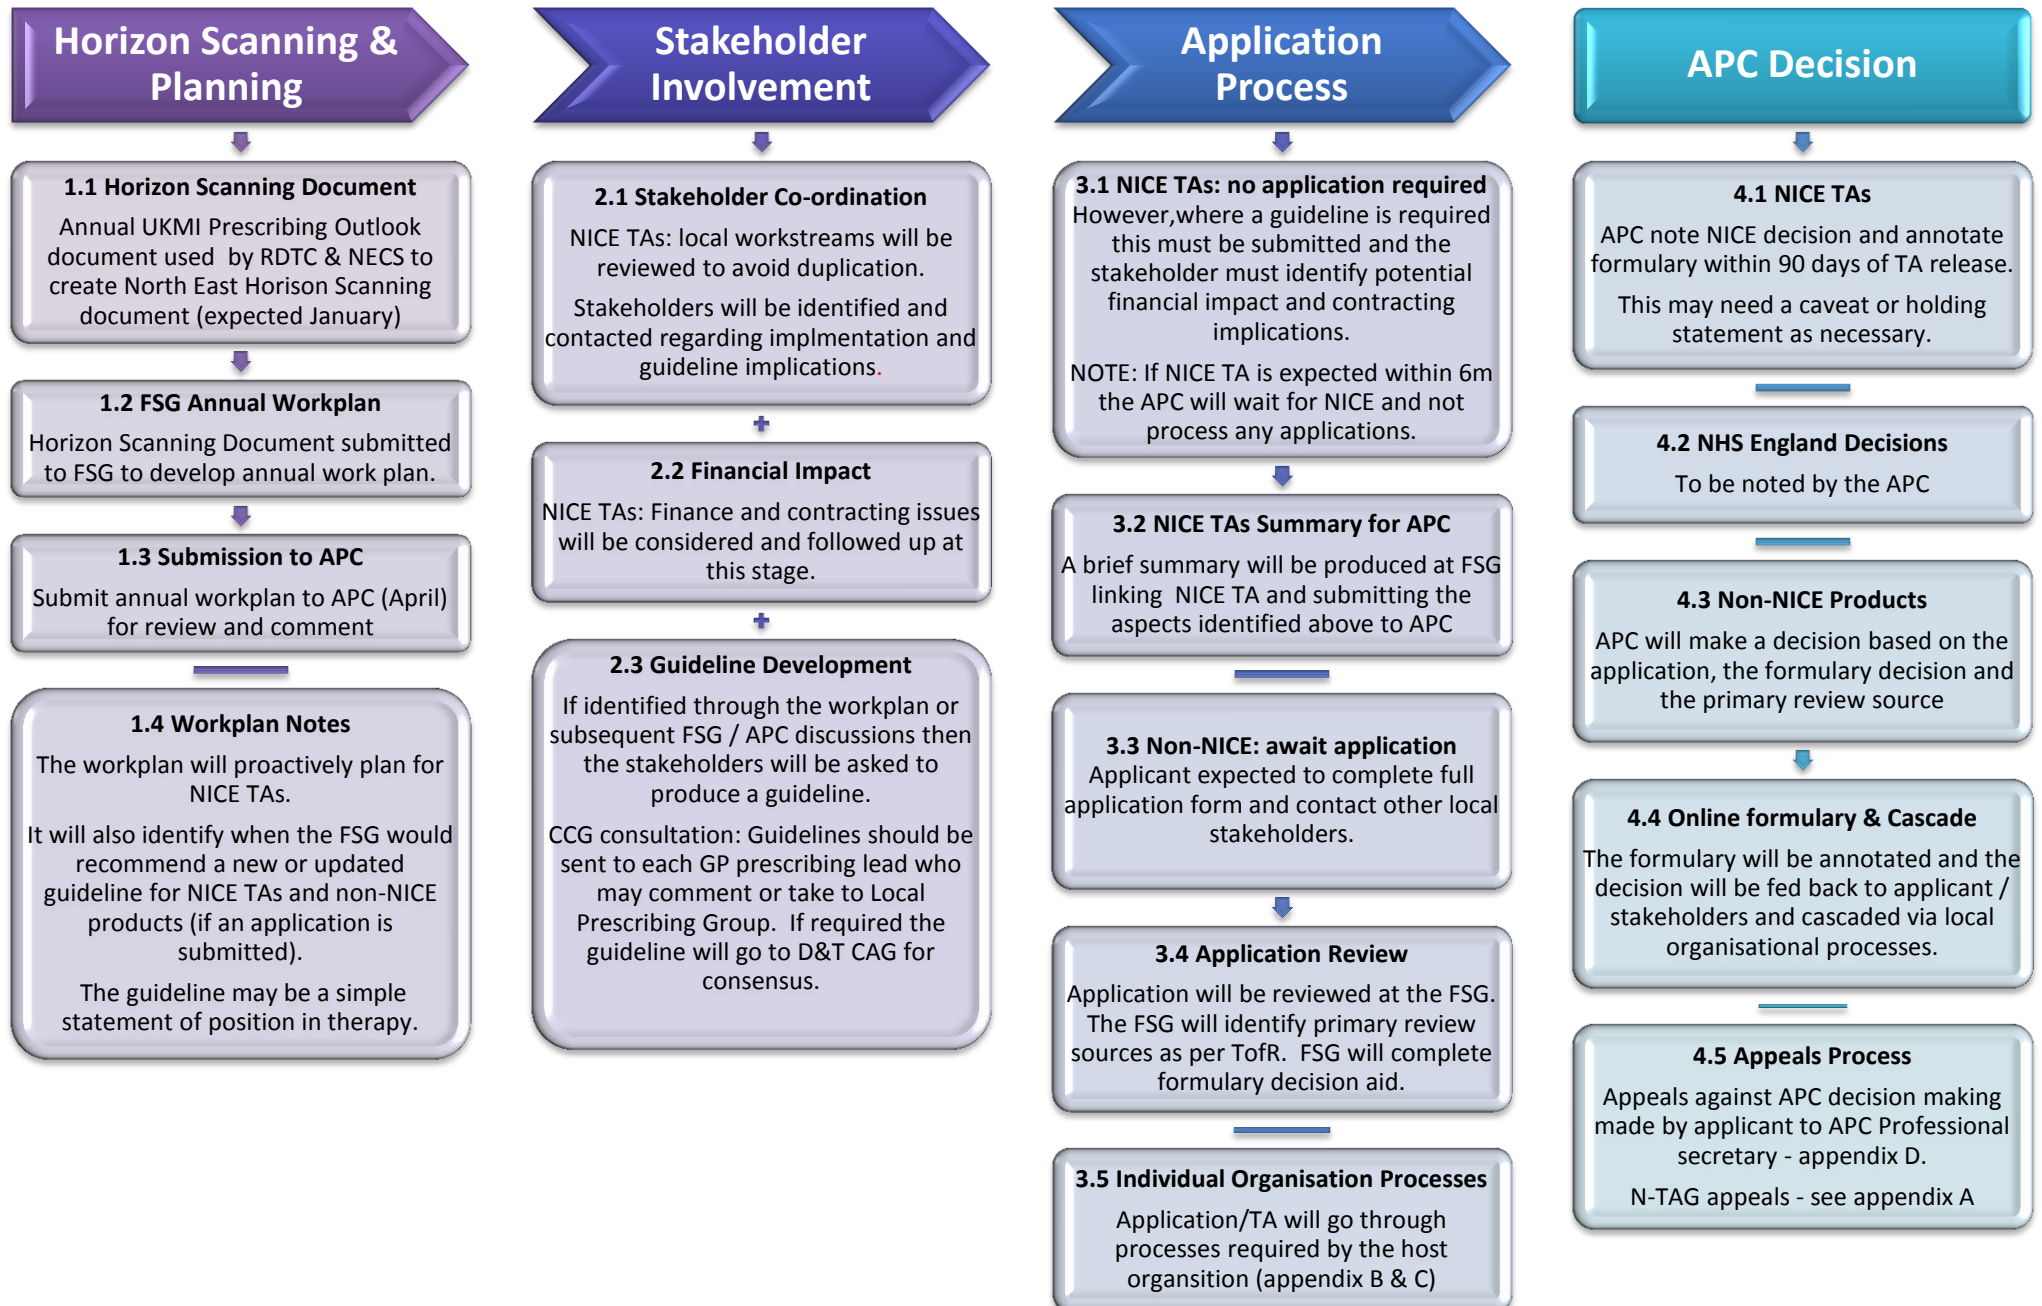 Horizon Scanning &
Planning
1.1 Horizon Scanning Document
Annual UKMI Prescribing Outlook
document used  by RDTC & NECS to
create North East Horison Scanning
document (expected January)
1.2 FSG Annual Workplan
Horizon Scanning Document submitted
to FSG to develop annual work plan.
1.3 Submission to APC
Submit annual workplan to APC (April)
for review and comment
1.4 Workplan Notes
The workplan will proactively plan for
NICE TAs.
It will also identify when the FSG would
recommend a new or updated
guideline for NICE TAs and non-NICE
products (if an application is
submitted).
The guideline may be a simple
statement of position in therapy.
Stakeholder
Involvement
2.1 Stakeholder Co-ordination
NICE TAs: local workstreams will be
reviewed to avoid duplication.
Stakeholders will be identified and
contacted regarding implmentation and
guideline implications.
2.2 Financial Impact
NICE TAs: Finance and contracting issues
will be considered and followed up at
this stage.
2.3 Guideline Development
If identified through the workplan or
subsequent FSG / APC discussions then
the stakeholders will be asked to
produce a guideline.
CCG consultation: Guidelines should be
sent to each GP prescribing lead who
may comment or take to Local
Prescribing Group.  If required the
guideline will go to D&T CAG for
consensus.
Application
Process
3.1 NICE TAs: no application required
However,where a guideline is required
this must be submitted and the
stakeholder must identify potential
financial impact and contracting
implications.
NOTE: If NICE TA is expected within 6m
the APC will wait for NICE and not
process any applications.
3.2 NICE TAs Summary for APC
A brief summary will be produced at FSG
linking  NICE TA and submitting the
aspects identified above to APC
3.3 Non-NICE: await application
Applicant expected to complete full
application form and contact other local
stakeholders.
3.4 Application Review
Application will be reviewed at the FSG.
The FSG will identify primary review
sources as per TofR.  FSG will complete
formulary decision aid.
3.5 Individual Organisation Processes
Application/TA will go through
processes required by the host
organsition (appendix B & C)
APC Decision
4.1 NICE TAs
APC note NICE decision and annotate
formulary within 90 days of TA release.
This may need a caveat or holding
statement as necessary.
4.2 NHS England Decisions
To be noted by the APC
4.3 Non-NICE Products
APC will make a decision based on the
application, the formulary decision and
the primary review source
4.4 Online formulary & Cascade
The formulary will be annotated and the
decision will be fed back to applicant /
stakeholders and cascaded via local
organisational processes.
4.5 Appeals Process
Appeals against APC decision making
made by applicant to APC Professional
secretary - appendix D.
N-TAG appeals - see appendix A